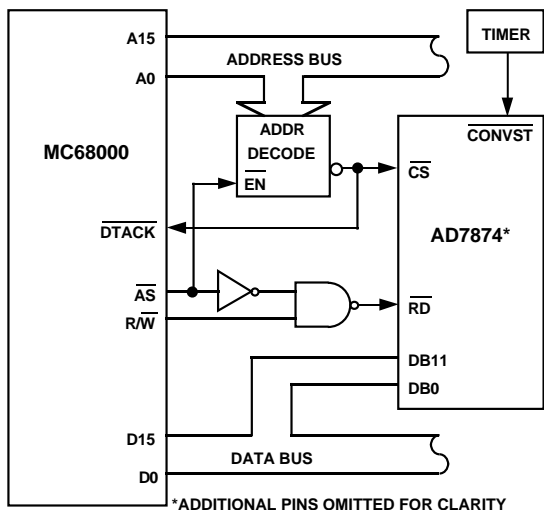 A15
ADDRESS BUS
A0
TIMER
MC68000
ADDR
DECODE
EN
CONVST
CS
DTACK
AD7874*
AS
R/W
RD
DB11
DB0
D15
DATA BUS
D0
*ADDITIONAL PINS OMITTED FOR CLARITY